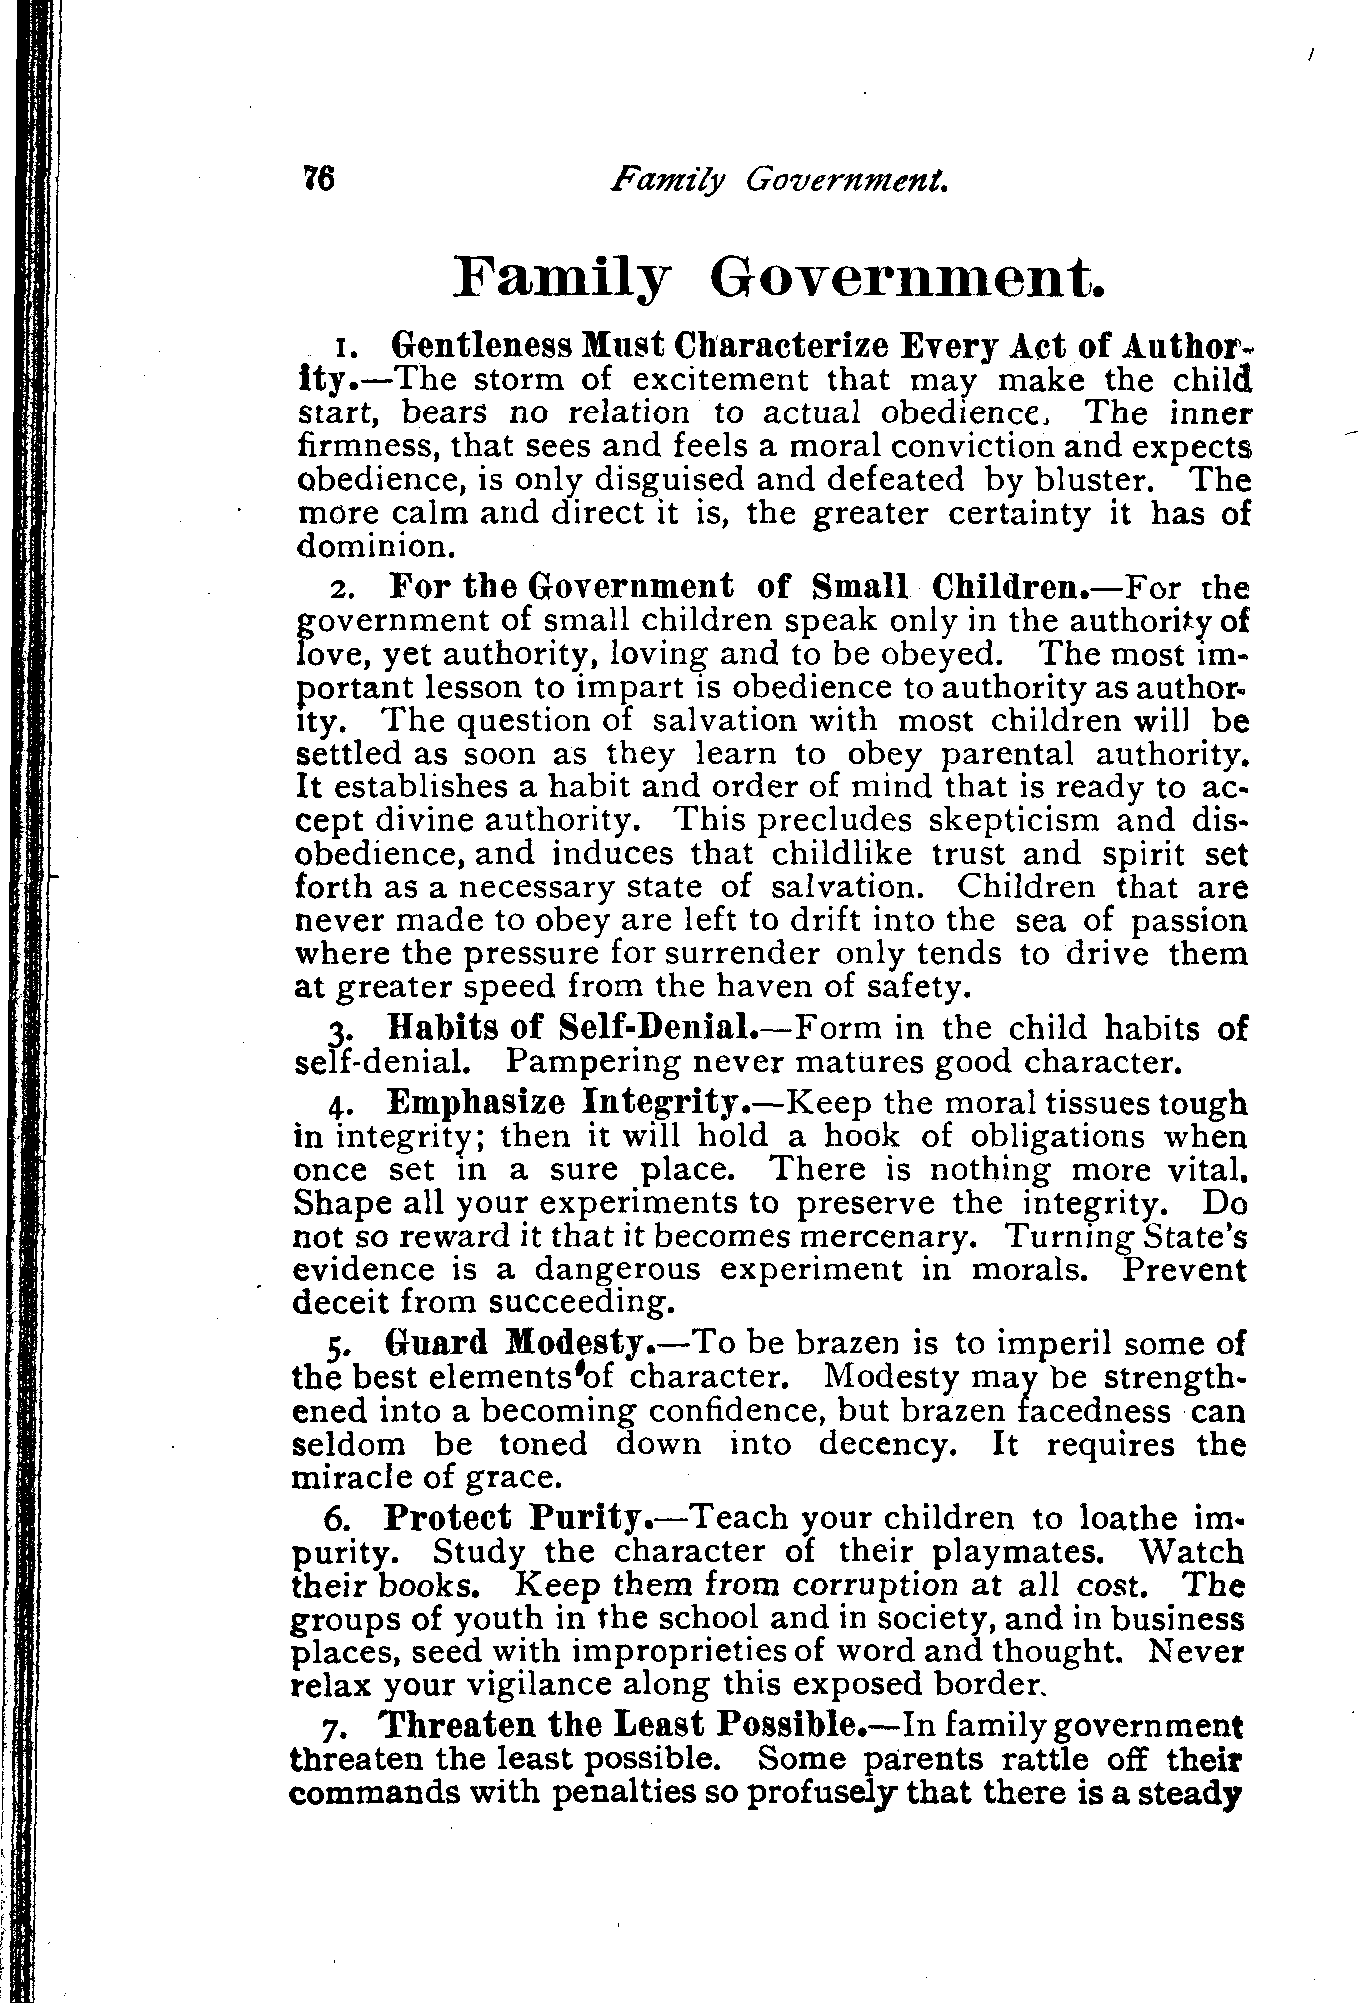 76 Family Government.
Family Government.
1. Gentleness Must Characterize Every Act of Author-
ity.—The storm of excitement that may make the child
start, bears no relation to actual obedience. The inner
firmness, that sees and feels a moral conviction and expects
obedience, is only disguised and defeated by bluster. The
more calm and direct it is, the greater certainty it has of
dominion.
2. For the Government of Small Children.—For the
government of small children speak only in the authority of
love, yet authority, loving and to be obeyed. The most im-
portant lesson to impart is obedience to authority as author-
ity. The question of salvation with most children will be
settled as soon as they learn to obey parental authority.
It establishes a habit and order of mind that is ready to ac-
cept divine authority. This precludes skepticism and dis-
obedience, and induces that childlike trust and spirit set
forth as a necessary state of salvation. Children that are
never made to obey are left to drift into the sea of passion
where the pressure for surrender only tends to drive them
at greater speed from the haven of safety.
3. Habits of Self-Denial.—Form in the child habits of
self-denial. Pampering never matures good character.
4. Emphasize Integrity.—Keep the moral tissues tough
in integrity; then it will hold a hook of obligations when
once set in a sure place. There is nothing more vital.
Shape all your experiments to preserve the integrity. Do
not so reward it that it becomes mercenary. Turning State's
evidence is a dangerous experiment in morals. Prevent
deceit from succeeding.
5. Guard Modesty.—To be brazen is to imperil some of
the best elements of character. Modesty may be strength-
ened into a becoming confidence, but brazen facedness can
seldom be toned down into decency. It requires the
miracle of grace.
6. Protect Purity.—Teach your children to loathe im-
purity. Study the character of their playmates. Watch
their books. Keep them from corruption at all cost. The
groups of youth in the school and in society, and in business
places, seed with improprieties of word and thought. Never
relax your vigilance along this exposed border.
7. Threaten the Least Possible.—In family government
threaten the least possible. Some parents rattle off their
commands with penalties so profusely that there is a steady